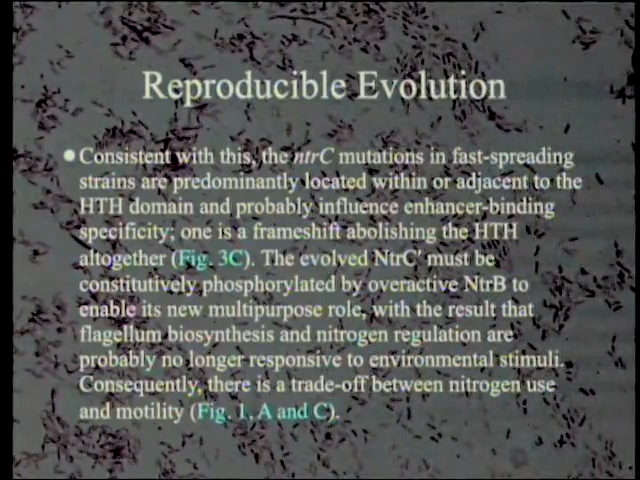 Reproducible Evolution
● Consistent with this, the ntrC mutations in fast-spreading
strains are predominantly located within or adjacent to the
HTH domain and probably influence enhancer-binding
specificity; one is a frameshift abolishing the HTH
altogether (Fig. 3C). The evolved NtrC′ must be
constitutively phosphorylated by overactive NtrB to
enable its new multipurpose role, with the result that
flagellum biosynthesis and nitrogen regulation are
probably no longer responsive to environmental stimuli.
Consequently, there is a trade-off between nitrogen use
and motility (Fig. 1, A and C).